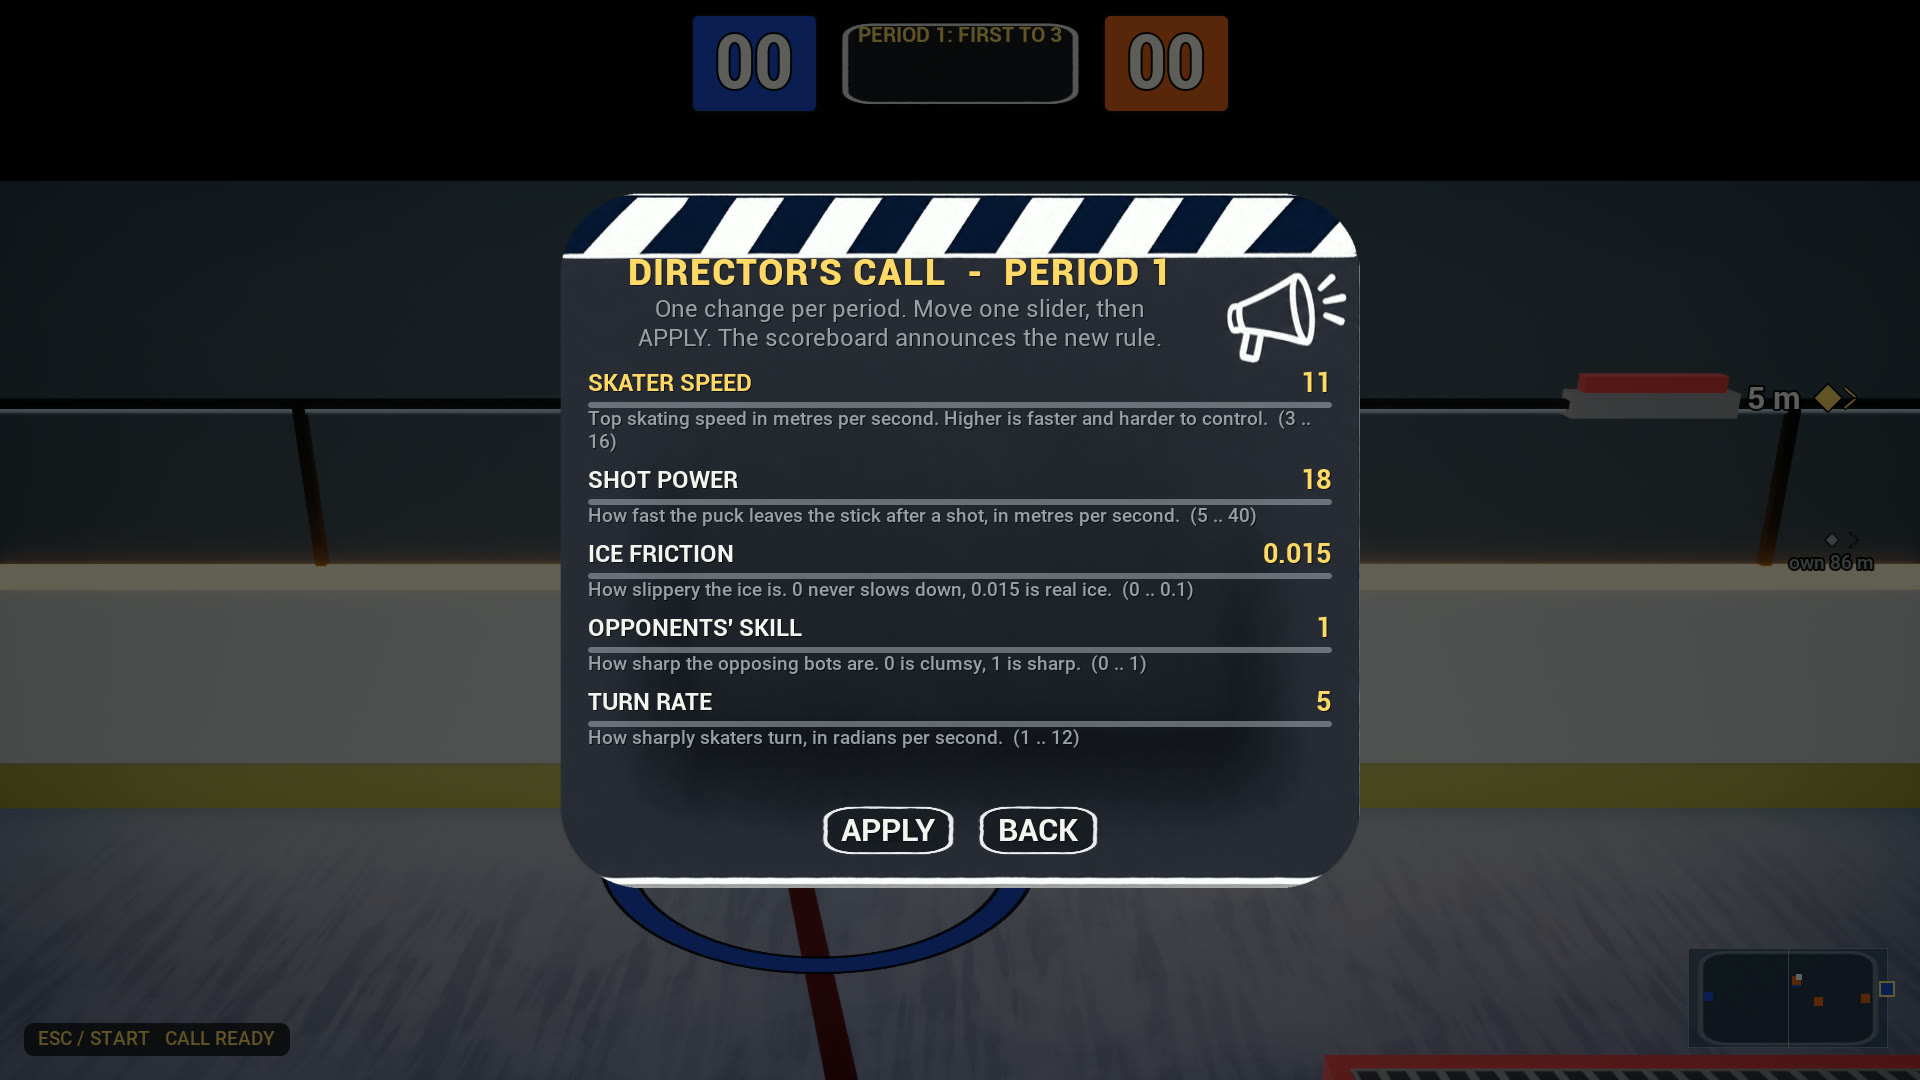 00
PERIOD 1: FIRST TO 3
00
DIRECTOR'S CALL - PERIOD 1
One change per period. Move one slider, then
APPLY. The scoreboard announces the new rule.
SKATER SPEED 11
Top skating speed in metres per second. Higher is faster and harder to control. (3 ..
16)
SHOT POWER 18
How fast the puck leaves the stick after a shot, in metres per second. (5 .. 40)
ICE FRICTION 0.015
How slippery the ice is. 0 never slows down, 0.015 is real ice. (0 .. 0.1)
OPPONENTS' SKILL 1
How sharp the opposing bots are. 0 is clumsy, 1 is sharp. (0 .. 1)
TURN RATE 5
How sharply skaters turn, in radians per second. (1 .. 12)
APPLY BACK
5 m
own 86 m
ESC / START CALL READY